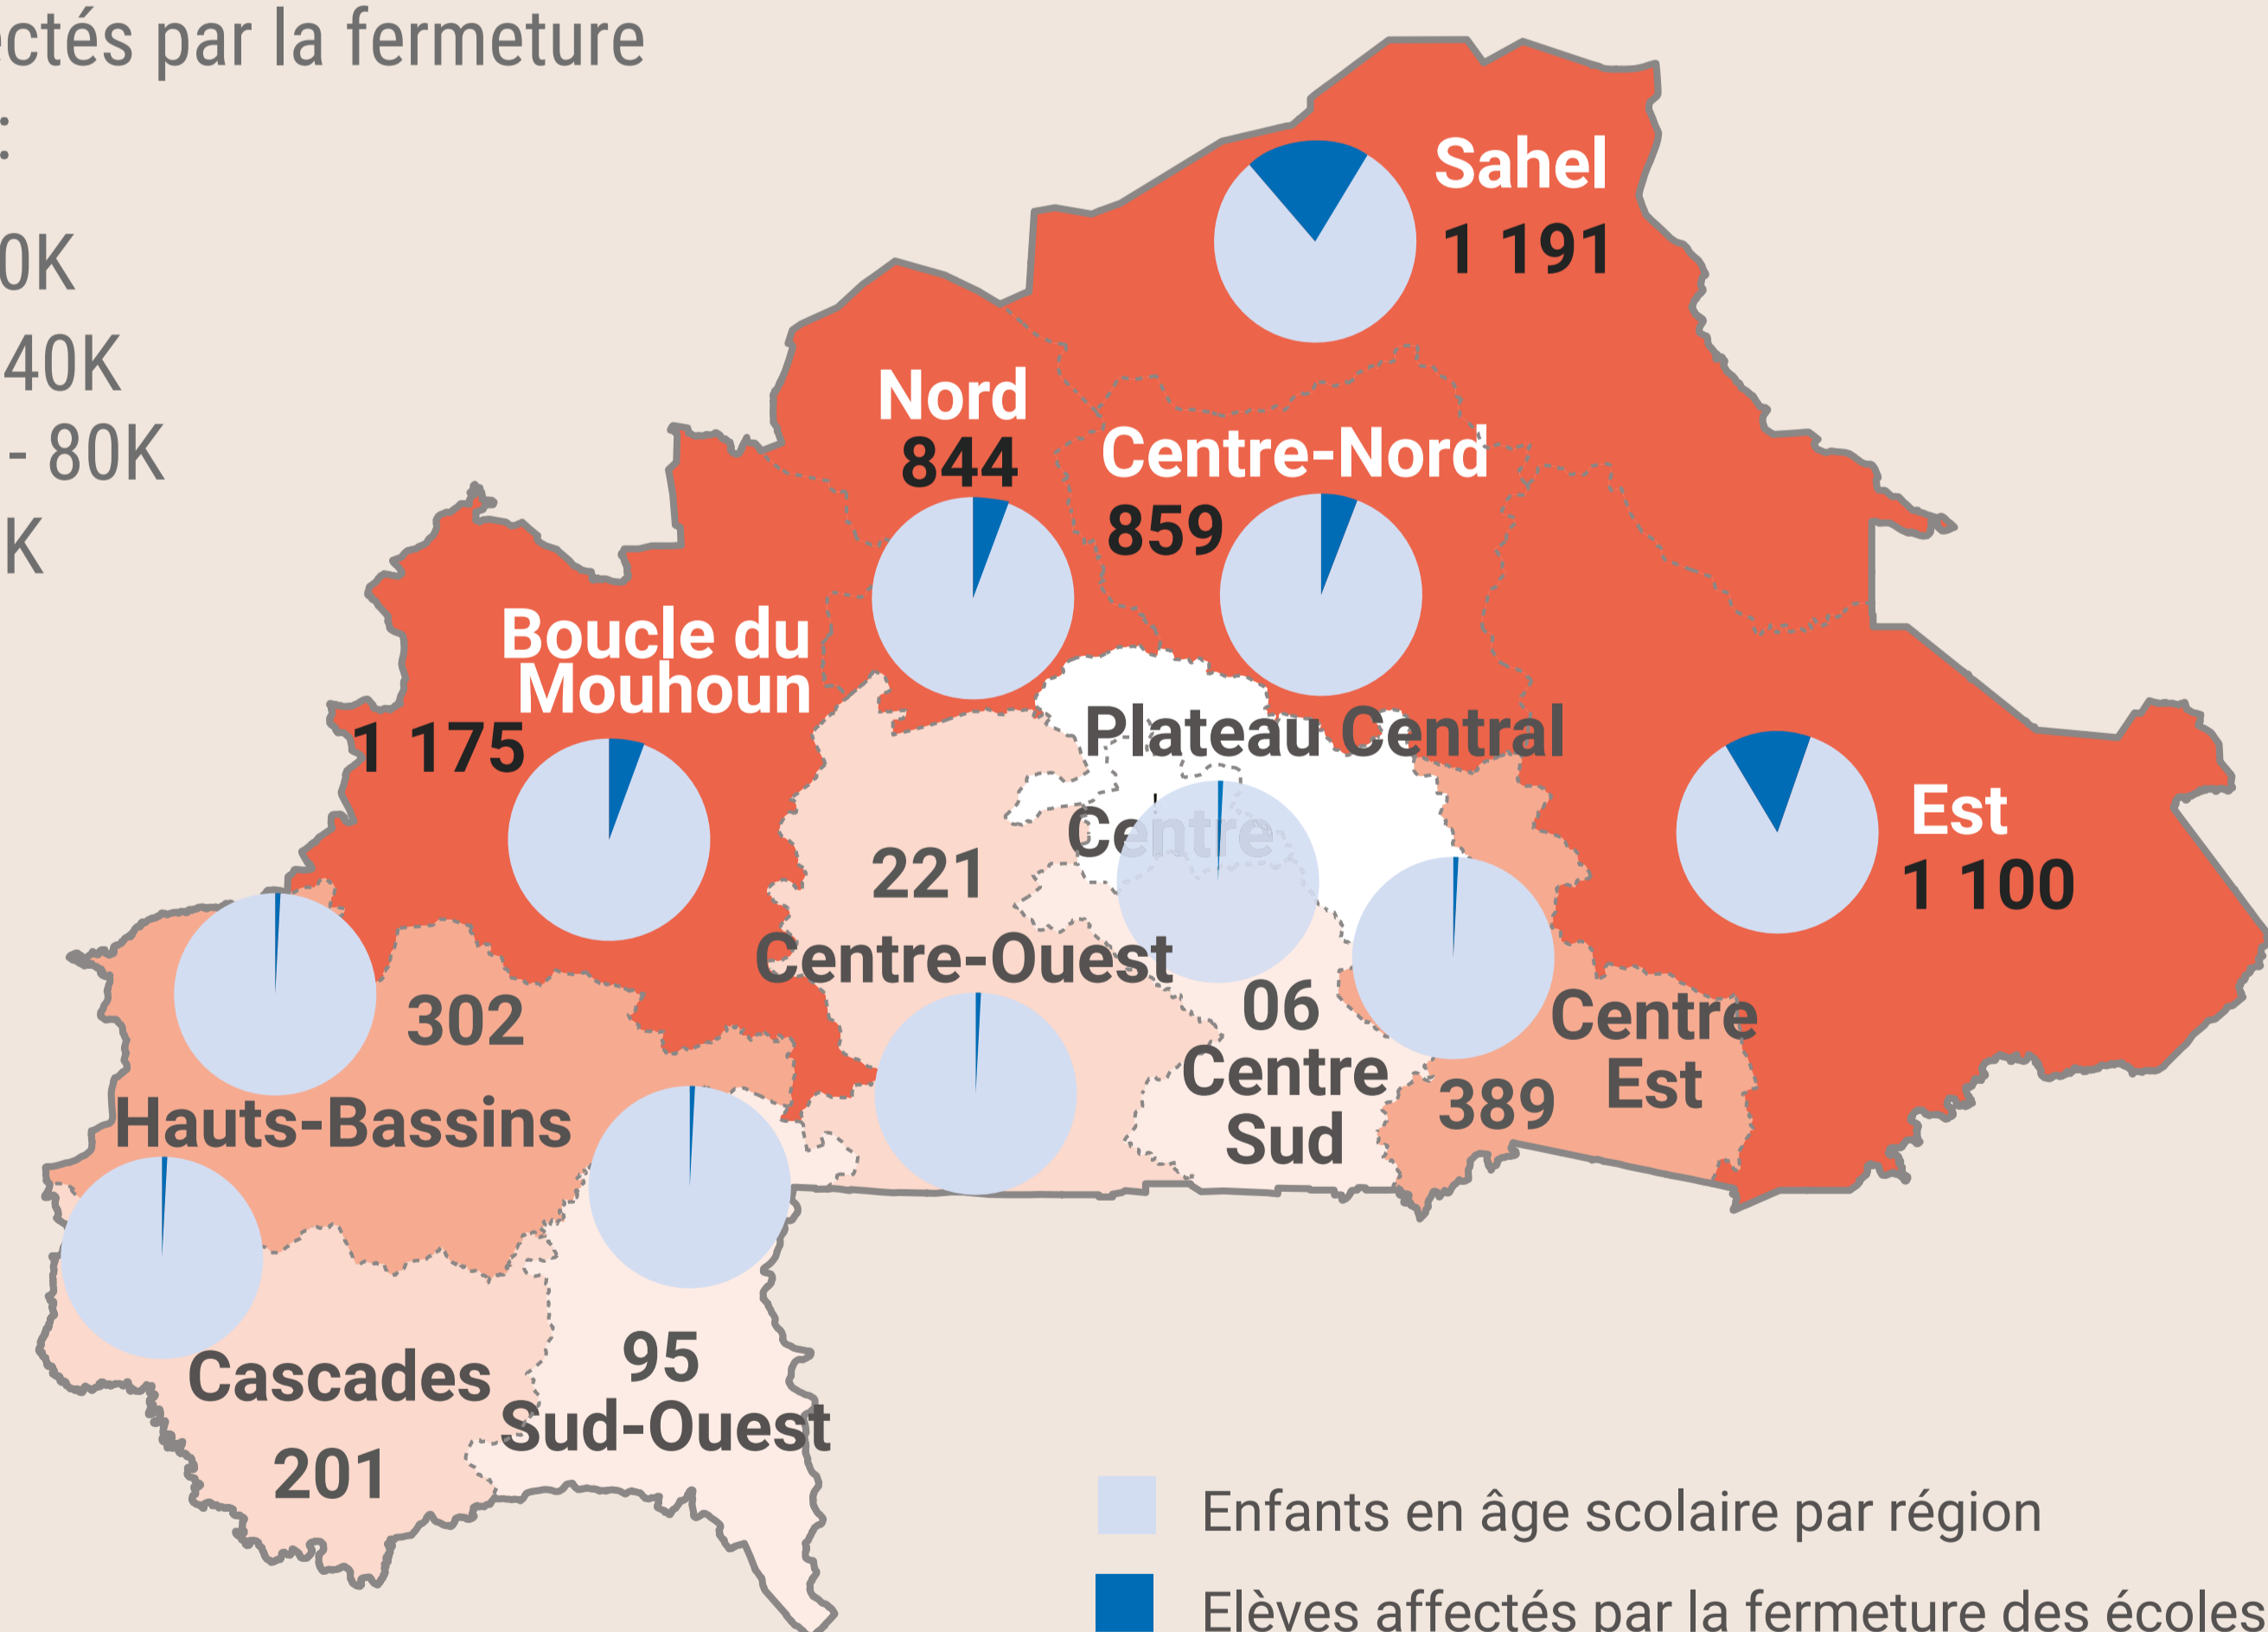 ctés par la fermeture
:
:
0K
40K
- 80K
K
Sahel
1 191
Nord
844
Centre-Nord
859
Boucle du
Mouhoun
1 175
Plateau Central
Centre
Est
1 100
221
Centre-Ouest
302
Hauts-Bassins
06
Centre
Sud
Centre
Est
389
95
Sud-Ouest
Cascades
201
Enfants en âge scolaire par région
Elèves affectés par la fermeture des écoles